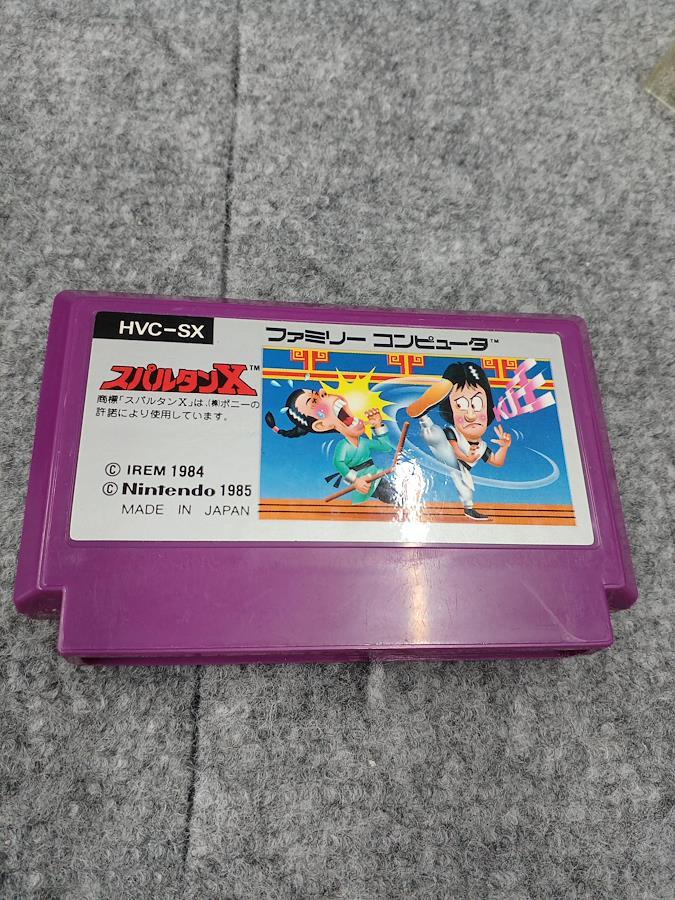 HVC-SX
ファミリー コンピュータ™
スパルタンX™
商標「スパルタンX」は、(株)ポニーの
許諾により使用しています。
© IREM 1984
© Nintendo 1985
MADE IN JAPAN